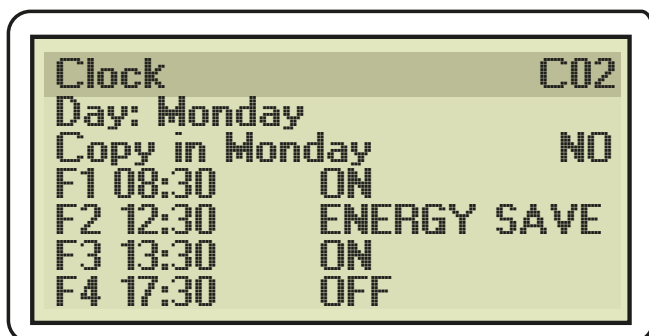 Clock C02
Day: Monday
Copy in Monday NO
F1 08:30 ON
F2 12:30 ENERGY SAVE
F3 13:30 ON
F4 17:30 OFF